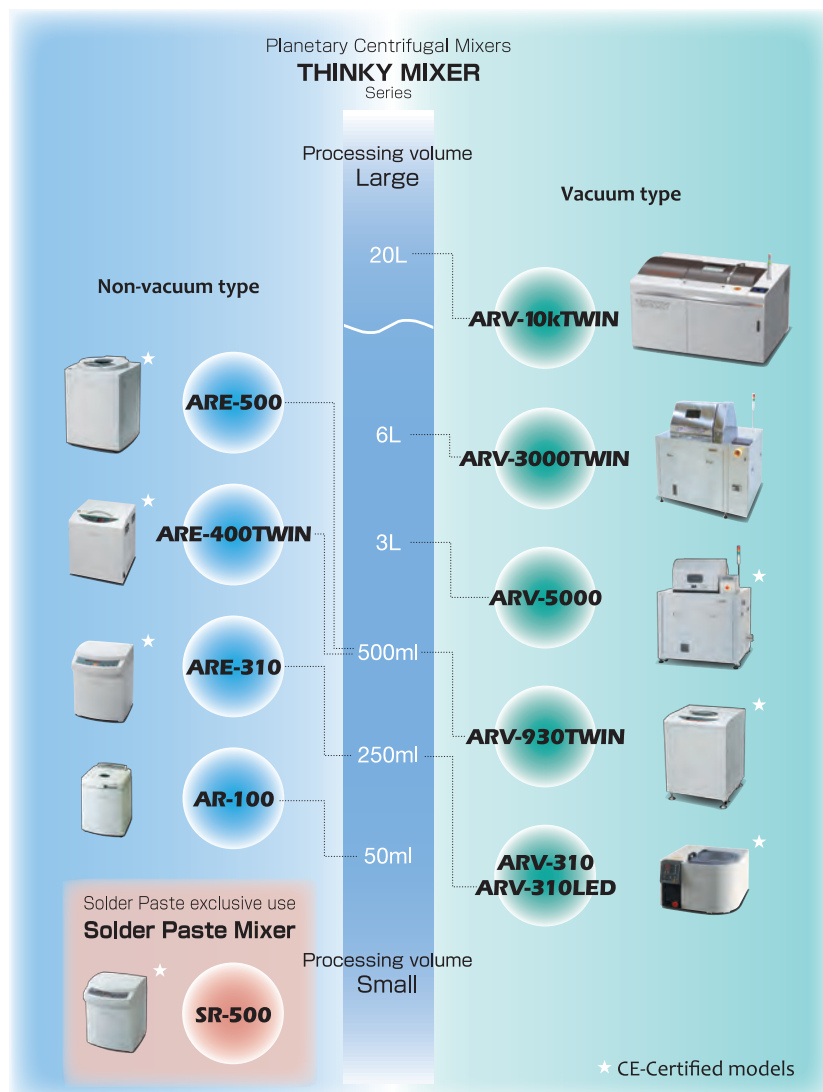 Planetary Centrifugal Mixers
THINKY MIXER
Series
Processing volume
Large
Non-vacuum type
Vacuum type
20L
ARV-10kTWIN
ARE-500
6L
ARV-3000TWIN
ARE-400TWIN
3L
ARV-5000
ARE-310
500ml
ARV-930TWIN
250ml
AR-100
50ml
ARV-310
ARV-310LED
Solder Paste exclusive use
Solder Paste Mixer
SR-500
Processing volume
Small
★ CE-Certified models